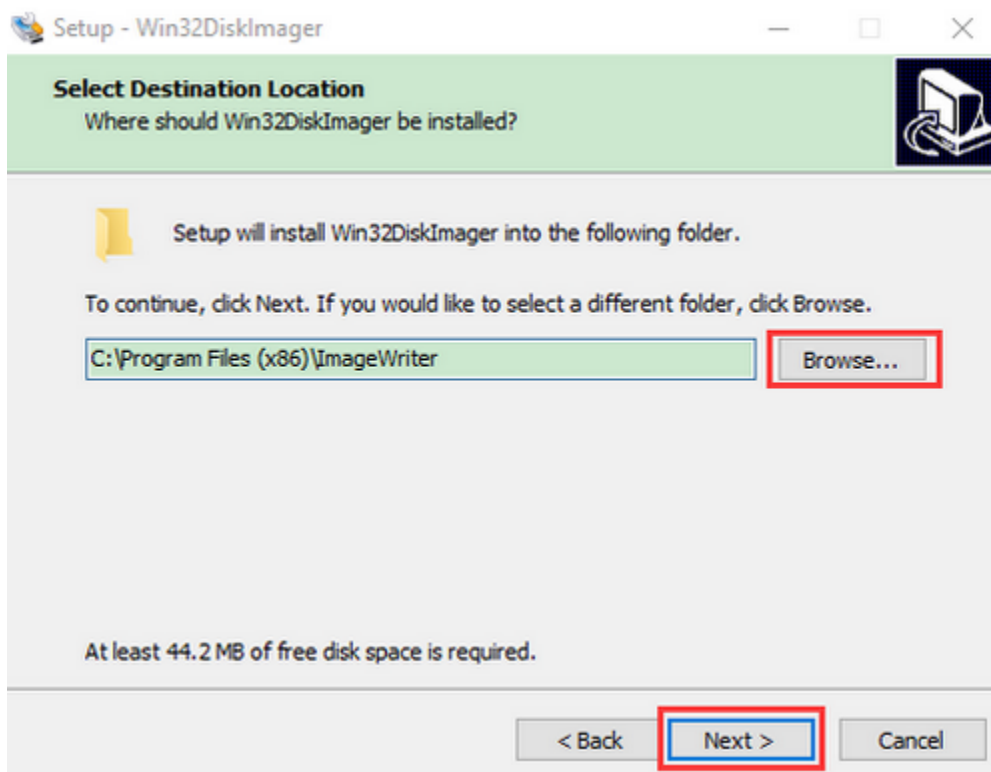 Setup - Win32DiskImager
Select Destination Location
Where should Win32DiskImager be installed?
Setup will install Win32DiskImager into the following folder.
To continue, click Next. If you would like to select a different folder, click Browse.
C:\Program Files (x86)\ImageWriter
Browse...
At least 44.2 MB of free disk space is required.
< Back
Next >
Cancel